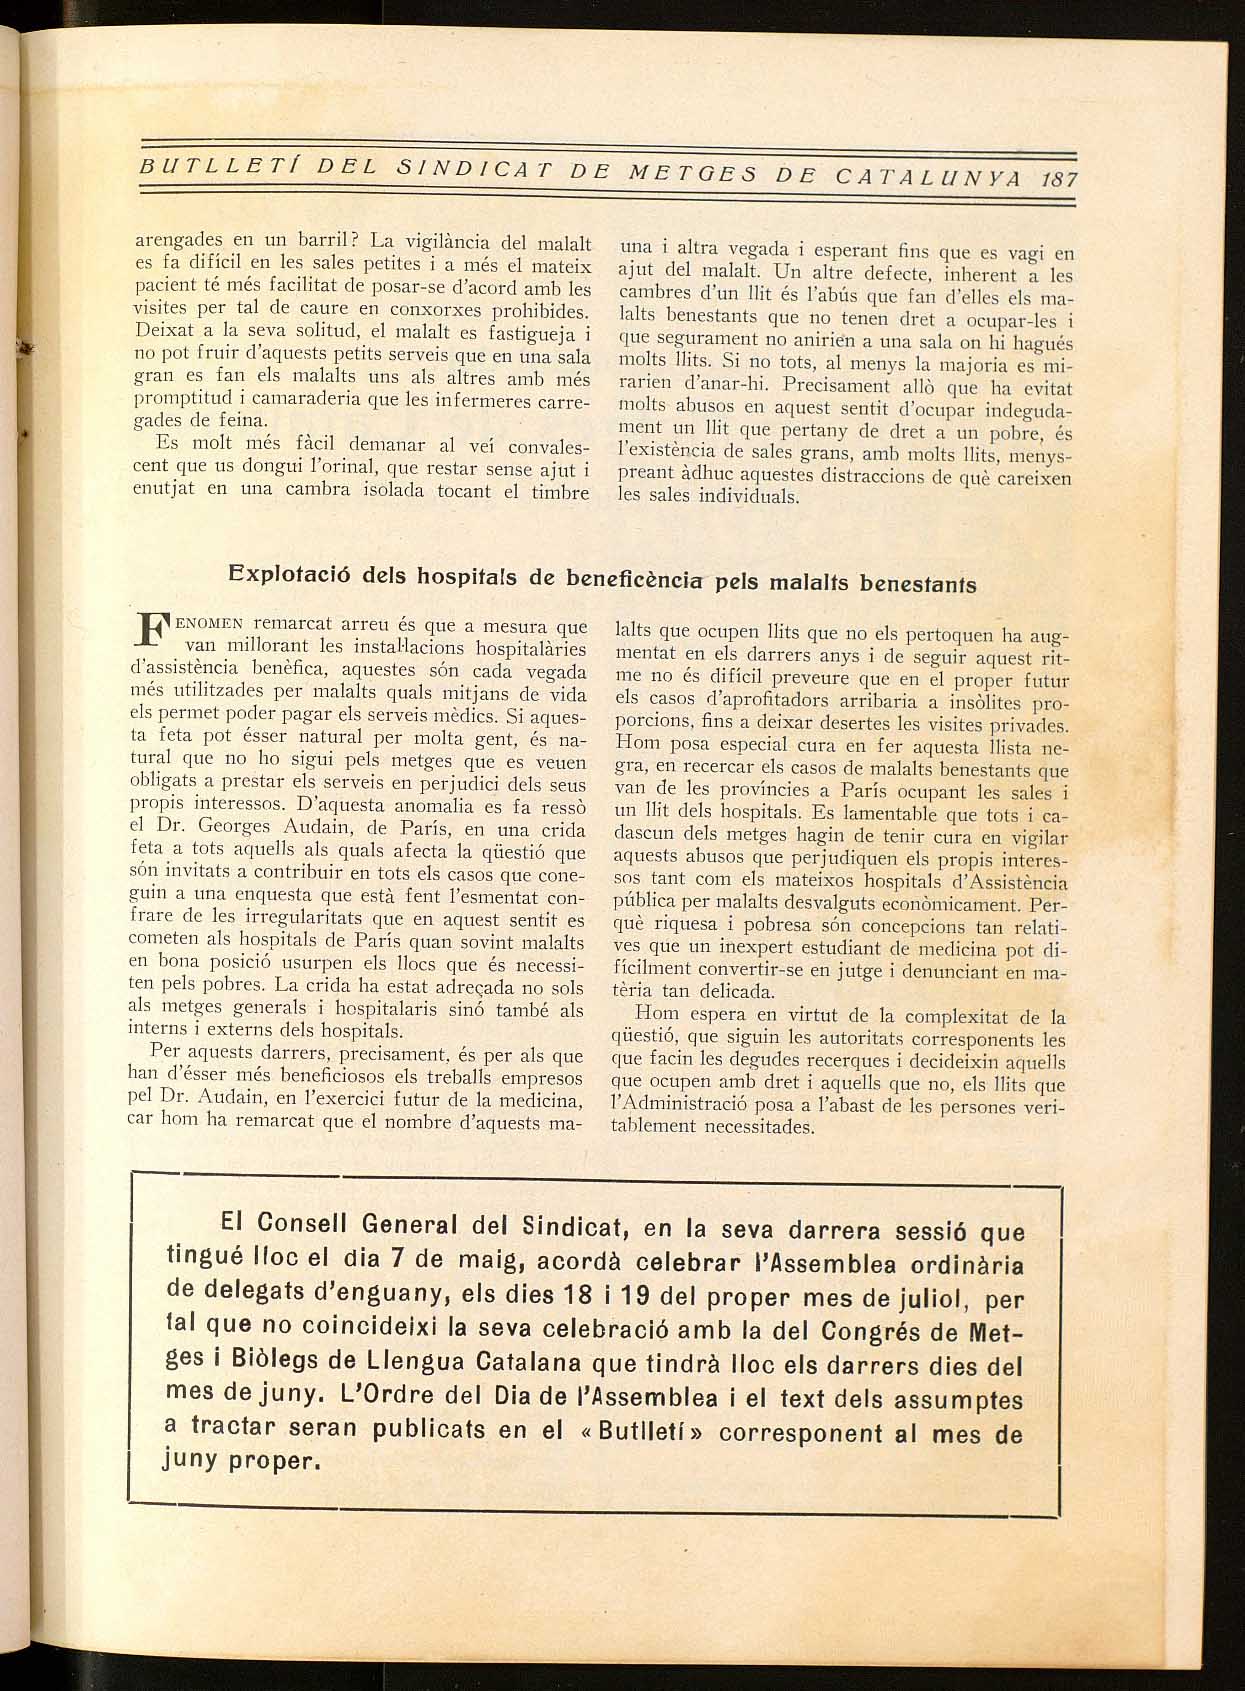 BUTLLETÍ DEL SINDICAT DE METGES DE CATALUNYA 187
arengades en un barril? La vigilància del malalt
es fa difícil en les sales petites i a més el mateix
pacient té més facilitat de posar-se d'acord amb les
visites per tal de caure en conxorxes prohibides.
Deixat a la seva solitud, el malalt es fastigueja i
no pot fruir d'aquests petits serveis que en una sala
gran es fan els malalts uns als altres amb més
promptitud i camaraderia que les infermeres carre-
gades de feina.
Es molt més fàcil demanar al veí convales-
cent que us dongui l'orinal, que restar sense ajut i
enutjat en una cambra isolada tocant el timbre
una i altra vegada i esperant fins que es vagi en
ajut del malalt. Un altre defecte, inherent a les
cambres d'un llit és l'abús que fan d'elles els ma-
lalts benestants que no tenen dret a ocupar-les i
que segurament no anirien a una sala on hi hagués
molts llits. Si no tots, al menys la majoria es mi-
rarien d'anar-hi. Precisament allò que ha evitat
molts abusos en aquest sentit d'ocupar indeguda-
ment un llit que pertany de dret a un pobre, és
l'existència de sales grans, amb molts llits, menys-
preant àdhuc aquestes distraccions de què careixen
les sales individuals.
Explotació dels hospitals de beneficència pels malalts benestants
FENOMEN remarcat arreu és que a mesura que
van millorant les instal·lacions hospitalàries
d'assistència benèfica, aquestes són cada vegada
més utilitzades per malalts quals mitjans de vida
els permet poder pagar els serveis mèdics. Si aques-
ta feta pot ésser natural per molta gent, és na-
tural que no ho sigui pels metges que es veuen
obligats a prestar els serveis en perjudici dels seus
propis interessos. D'aquesta anomalia es fa ressò
el Dr. Georges Audain, de París, en una crida
feta a tots aquells als quals afecta la qüestió que
són invitats a contribuir en tots els casos que cone-
guin a una enquesta que està fent l'esmentat con-
frare de les irregularitats que en aquest sentit es
cometen als hospitals de París quan sovint malalts
en bona posició usurpen els llocs que és necessi-
ten pels pobres. La crida ha estat adreçada no sols
als metges generals i hospitalaris sinó també als
interns i externs dels hospitals.
Per aquests darrers, precisament, és per als que
han d'ésser més beneficiosos els treballs empresos
pel Dr. Audain, en l'exercici futur de la medicina,
car hom ha remarcat que el nombre d'aquests ma-
lalts que ocupen llits que no els pertoquen ha aug-
mentat en els darrers anys i de seguir aquest rit-
me no és difícil preveure que en el proper futur
els casos d'aprofitadors arribaria a insòlites pro-
porcions, fins a deixar desertes les visites privades.
Hom posa especial cura en fer aquesta llista ne-
gra, en recercar els casos de malalts benestants que
van de les províncies a París ocupant les sales i
un llit dels hospitals. Es lamentable que tots i ca-
dascun dels metges hagin de tenir cura en vigilar
aquests abusos que perjudiquen els propis interes-
sos tant com els mateixos hospitals d'Assistència
pública per malalts desvalguts econòmicament. Per-
què riquesa i pobresa són concepcions tan relati-
ves que un inexpert estudiant de medicina pot di-
fícilment convertir-se en jutge i denunciant en ma-
tèria tan delicada.
Hom espera en virtut de la complexitat de la
qüestió, que siguin les autoritats corresponents les
que facin les degudes recerques i decideixin aquells
que ocupen amb dret i aquells que no, els llits que
l'Administració posa a l'abast de les persones veri-
tablement necessitades.
El Consell General del Sindicat, en la seva darrera sessió que
tingué lloc el dia 7 de maig, acordà celebrar l'Assemblea ordinària
de delegats d'enguany, els dies 18 i 19 del proper mes de juliol, per
tal que no coincideixi la seva celebració amb la del Congrés de Met-
ges i Biòlegs de Llengua Catalana que tindrà lloc els darrers dies del
mes de juny. L'Ordre del Dia de l'Assemblea i el text dels assumptes
a tractar seran publicats en el «Butlletí» corresponent al mes de
juny proper.